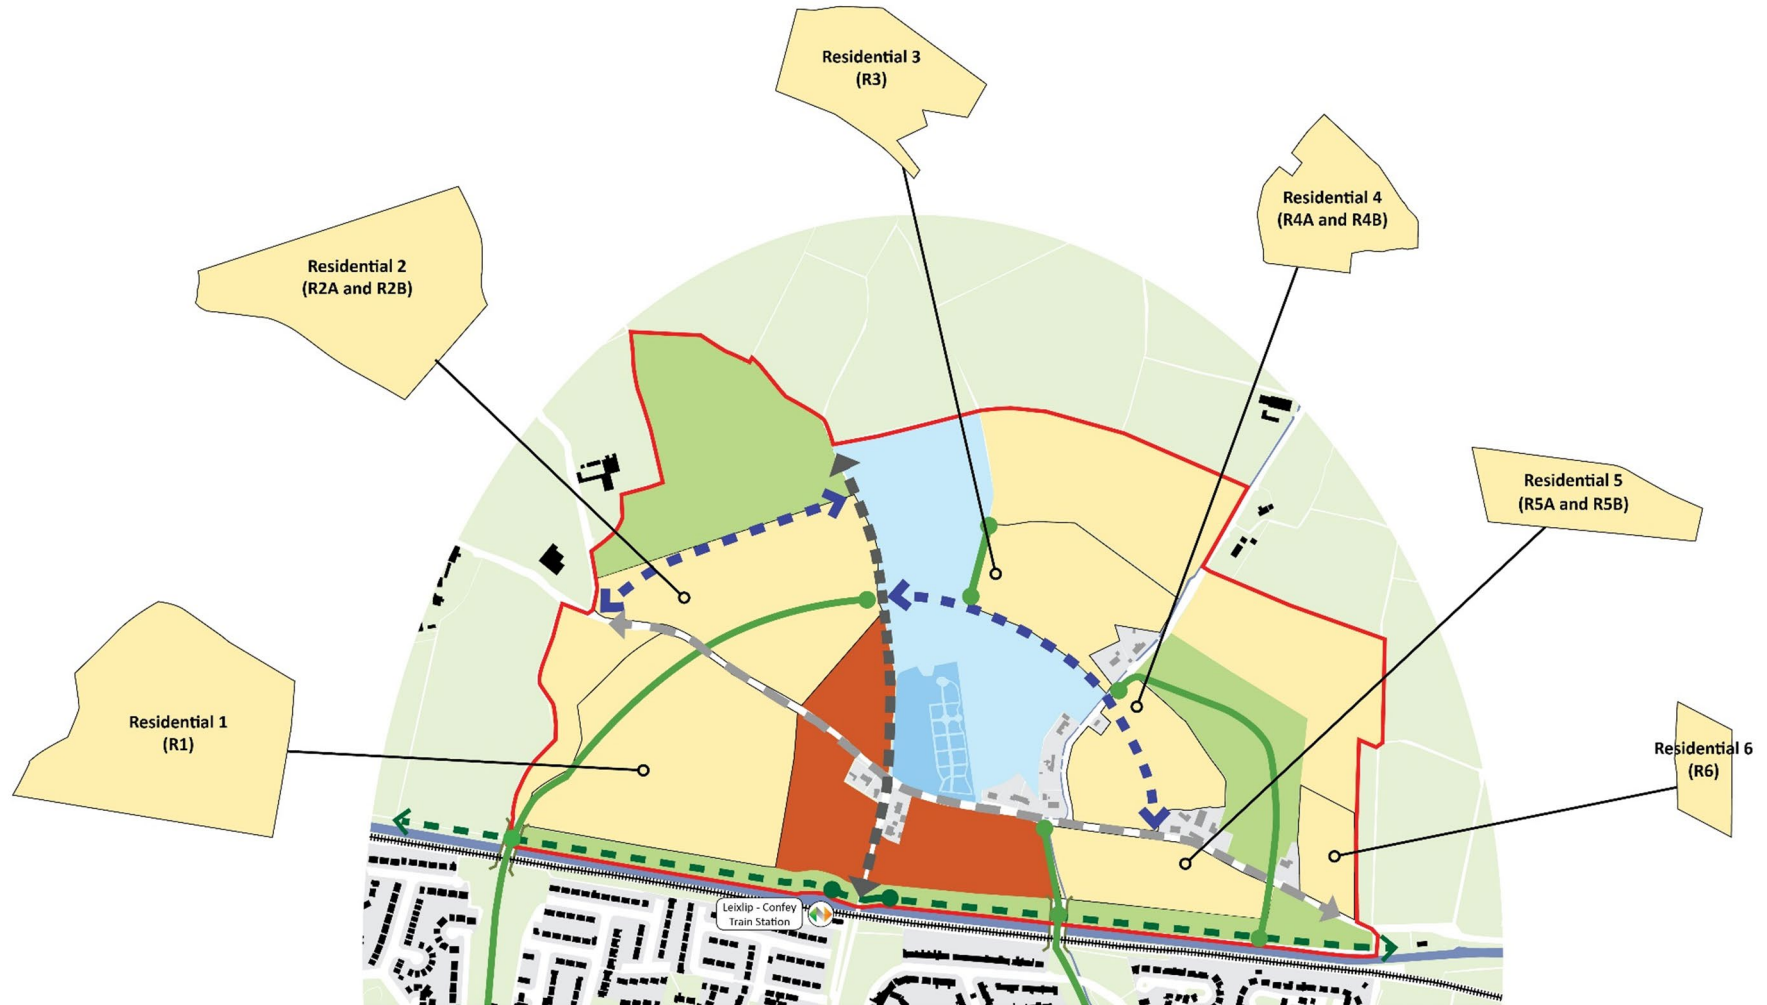 Residential 3
(R3)
Residential 4
(R4A and R4B)
Residential 2
(R2A and R2B)
Residential 5
(R5A and R5B)
Residential 1
(R1)
Residential 6
(R6)
Leixlip - Confey
Train Station